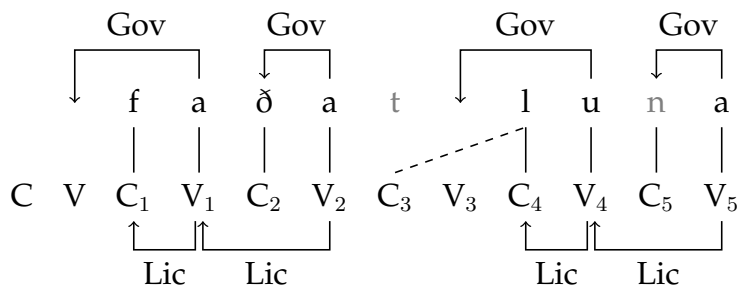 Gov Gov Gov Gov
f a ð a t l u n a
C V C₁ V₁ C₂ V₂ C₃ V₃ C₄ V₄ C₅ V₅
Lic Lic Lic Lic